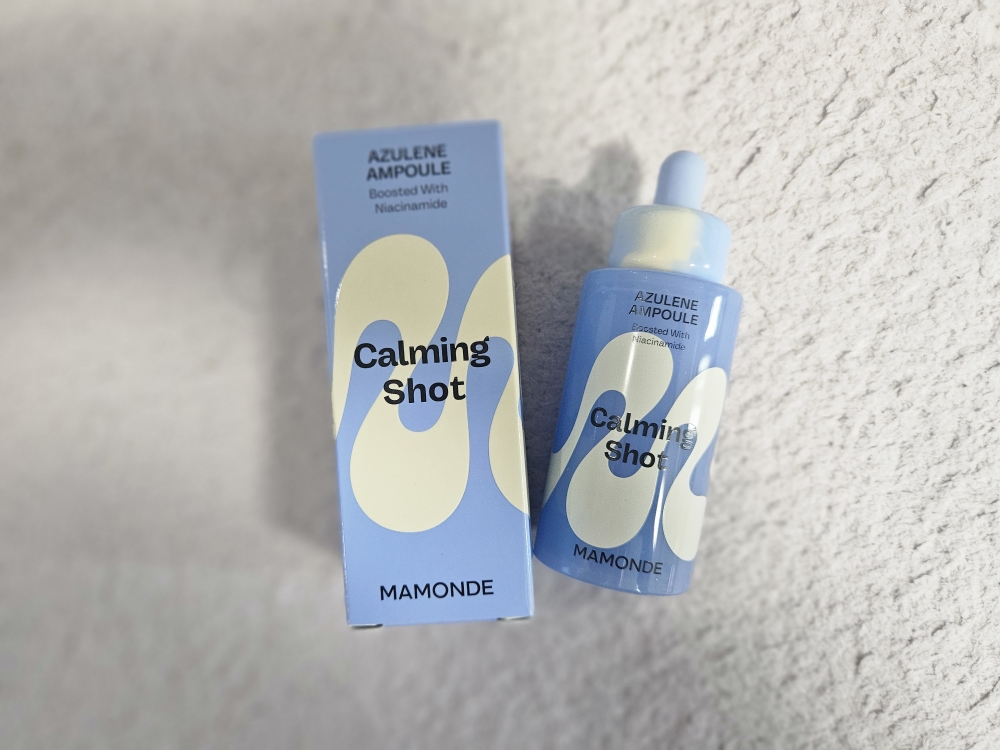 AZULENE
AMPOULE
Boosted With
Niacinamide
Calming
Shot
MAMONDE
AZULENE
AMPOULE
Boosted With
Niacinamide
Calming
Shot
MAMONDE